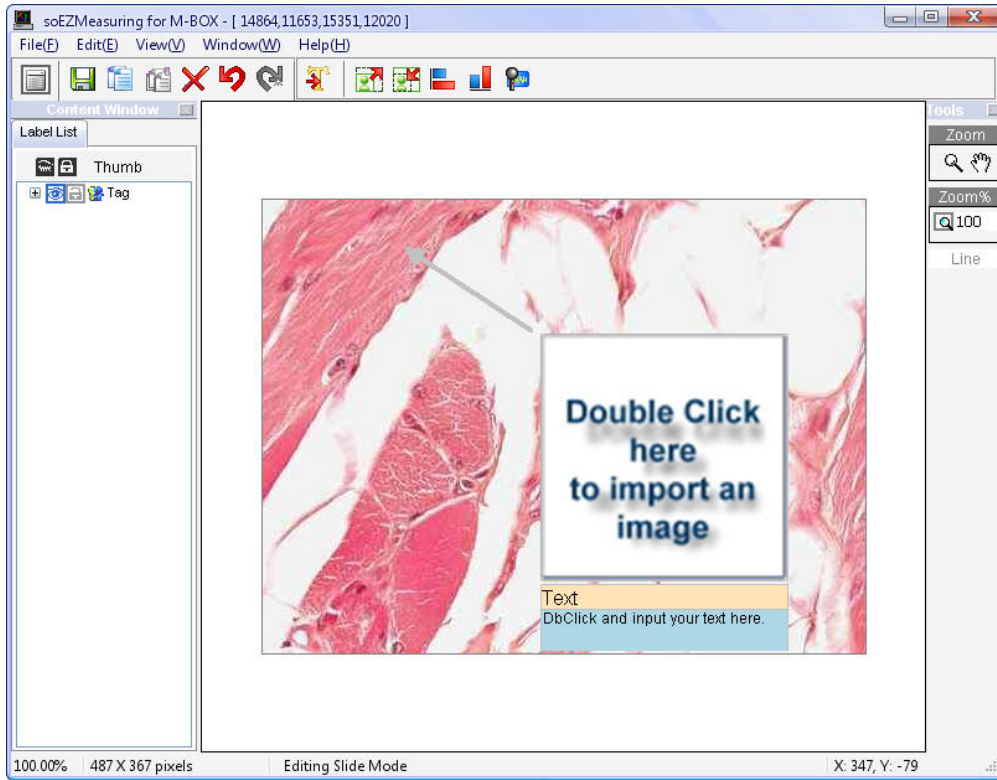 soEZMeasuring for M-BOX - [ 14864,11653,15351,12020 ]
File(F) Edit(E) View(V) Window(W) Help(H)
Content Window
Tools
Label List
Zoom
Thumb
Tag
Zoom%
100
Line
Double Click
here
to import an
image
Text
DbClick and input your text here.
100.00% 487 X 367 pixels Editing Slide Mode X: 347, Y: -79